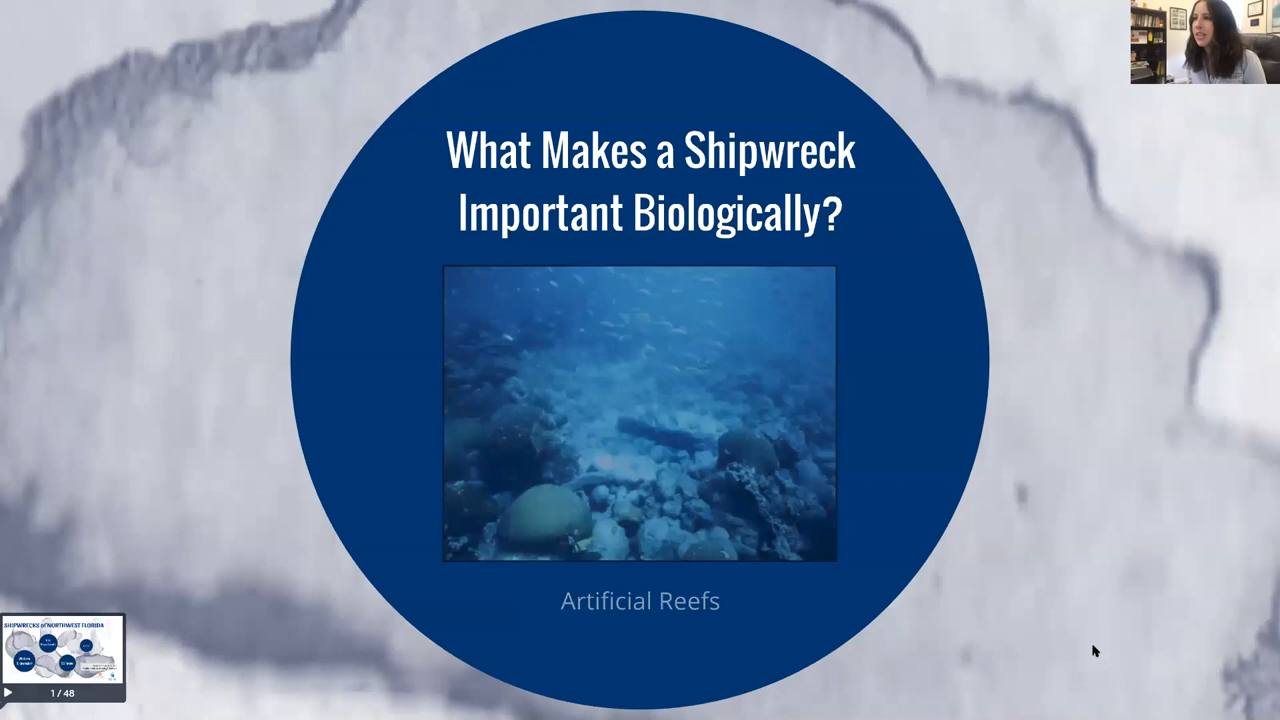 What Makes a Shipwreck
Important Biologically?
Artificial Reefs
SHIPWRECKS of NORTHWEST FLORIDA
1 / 48